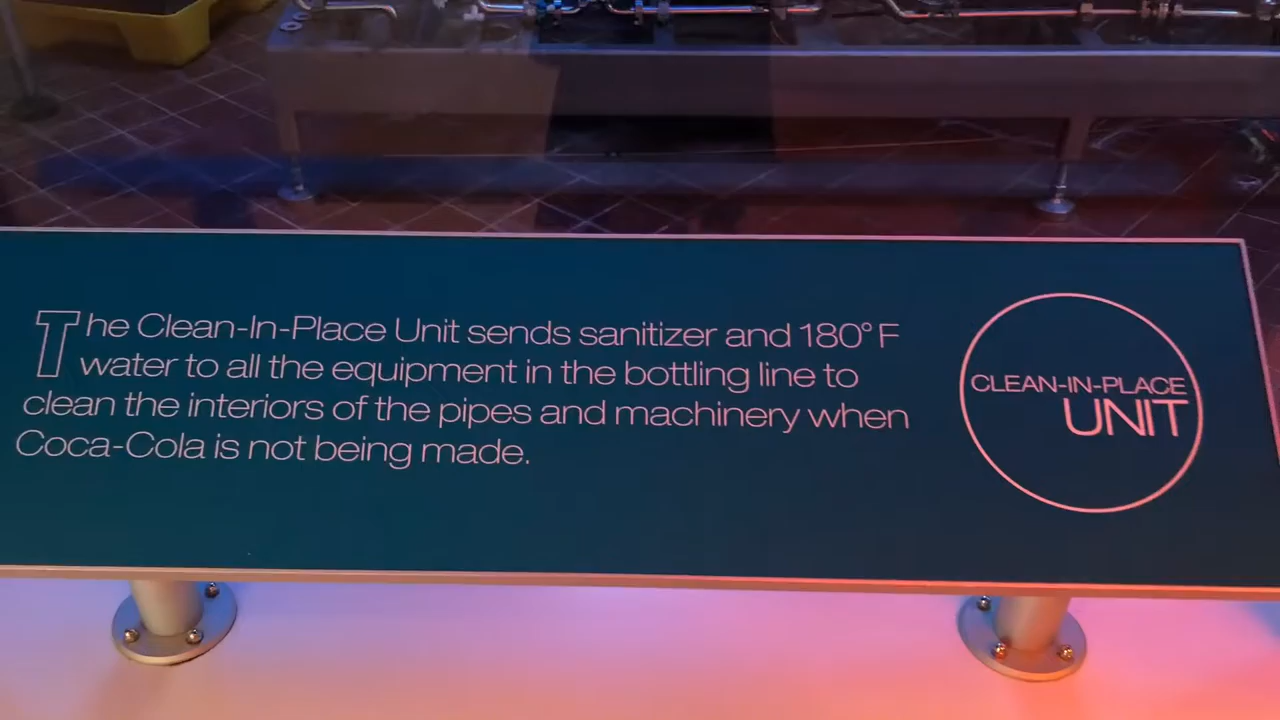 The Clean-In-Place Unit sends sanitizer and 180° F
water to all the equipment in the bottling line to
clean the interiors of the pipes and machinery when
Coca-Cola is not being made.
CLEAN-IN-PLACE
UNIT